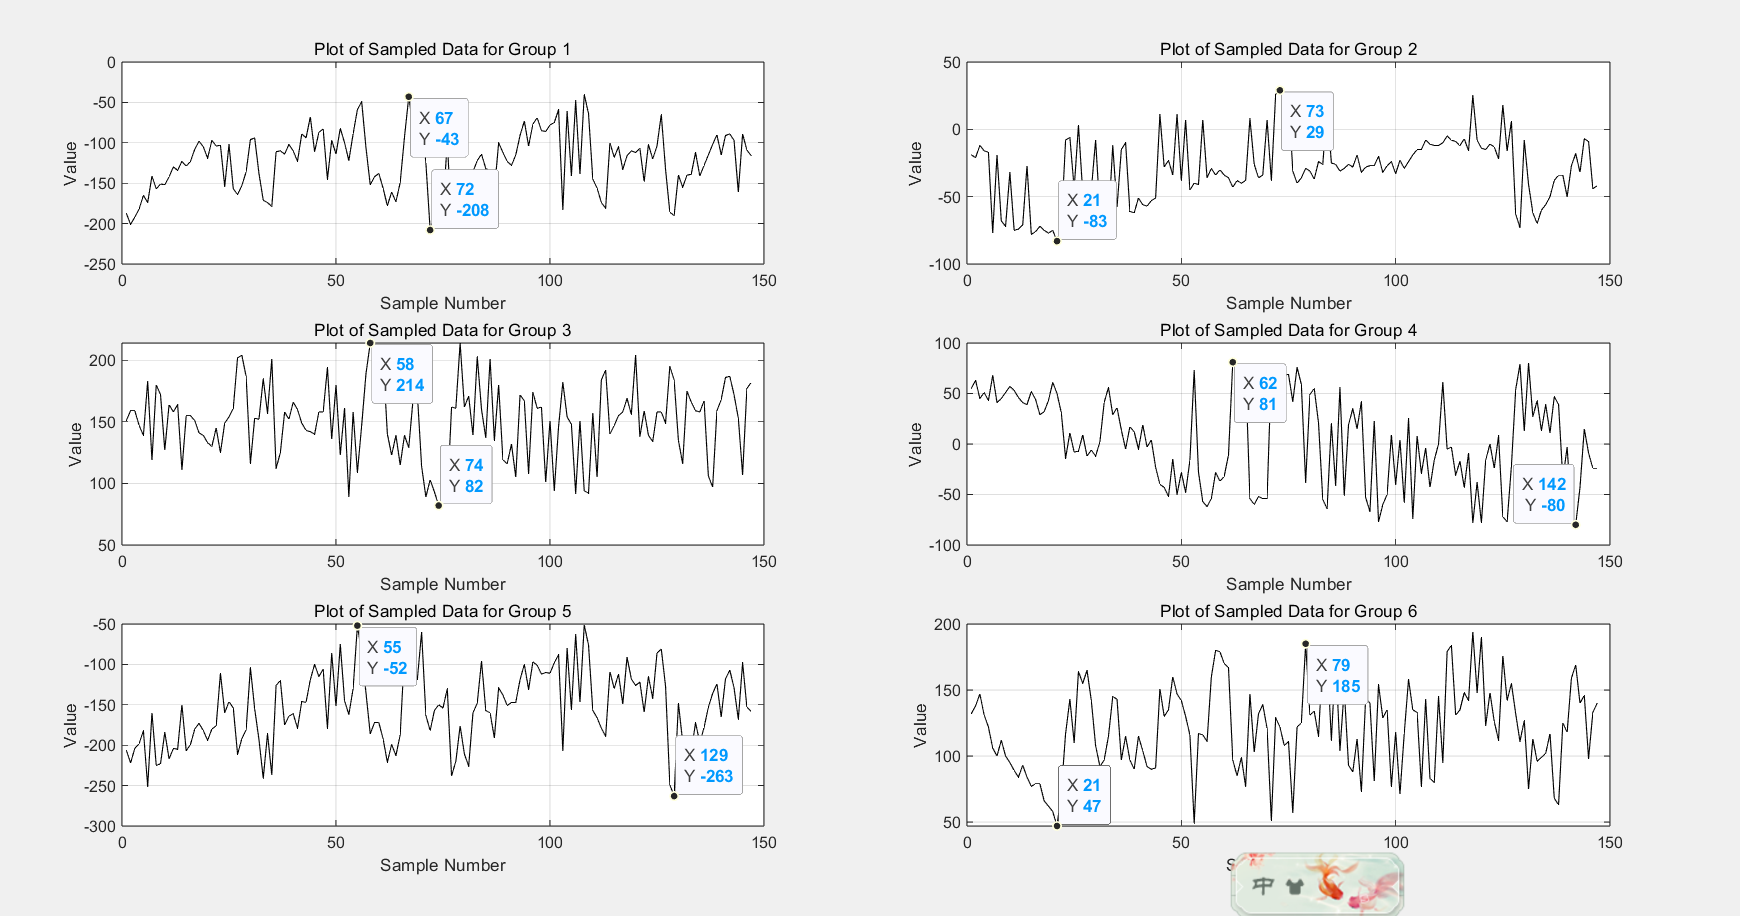 Plot of Sampled Data for Group 1
0
-50
-100
-150
-200
-250
Value
X 67
Y -43
X 72
Y -208
0
50
100
150
Sample Number
Plot of Sampled Data for Group 2
50
0
-50
-100
Value
X 73
Y 29
X 21
Y -83
0
50
100
150
Sample Number
Plot of Sampled Data for Group 3
200
150
100
50
Value
X 58
Y 214
X 74
Y 82
0
50
100
150
Sample Number
Plot of Sampled Data for Group 4
100
50
0
-50
-100
Value
X 62
Y 81
X 142
Y -80
0
50
100
150
Sample Number
Plot of Sampled Data for Group 5
-50
-100
-150
-200
-250
-300
Value
X 55
Y -52
X 129
Y -263
0
50
100
150
Sample Number
Plot of Sampled Data for Group 6
200
150
100
50
Value
X 79
Y 185
X 21
Y 47
0
50
100
150
中